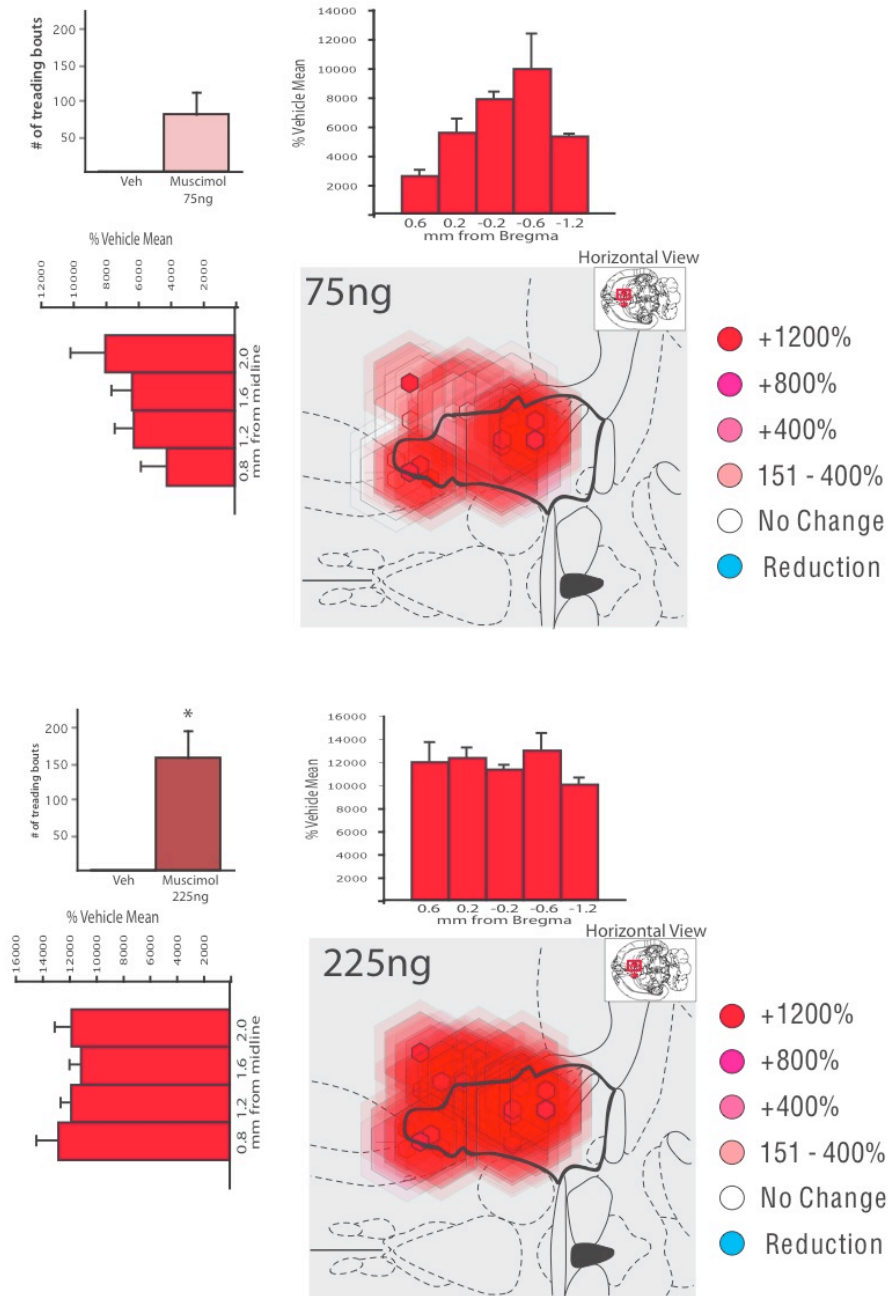 # of treading bouts
200
150
100
50
Veh
Muscimol
75ng
% Vehicle Mean
14000
12000
10000
8000
6000
4000
2000
0.6
0.2
-0.2
-0.6
-1.2
mm from Bregma
% Vehicle Mean
12000
10000
8000
6000
4000
2000
2.0
1.6
1.2
0.8
mm from midline
Horizontal View
75ng
+1200%
+800%
+400%
151 - 400%
No Change
Reduction
# of treading bouts
200
150
100
50
*
Veh
Muscimol
225ng
% Vehicle Mean
16000
14000
12000
10000
8000
6000
4000
2000
0.6
0.2
-0.2
-0.6
-1.2
mm from Bregma
% Vehicle Mean
16000
14000
12000
10000
8000
6000
4000
2000
2.0
1.6
1.2
0.8
mm from midline
Horizontal View
225ng
+1200%
+800%
+400%
151 - 400%
No Change
Reduction